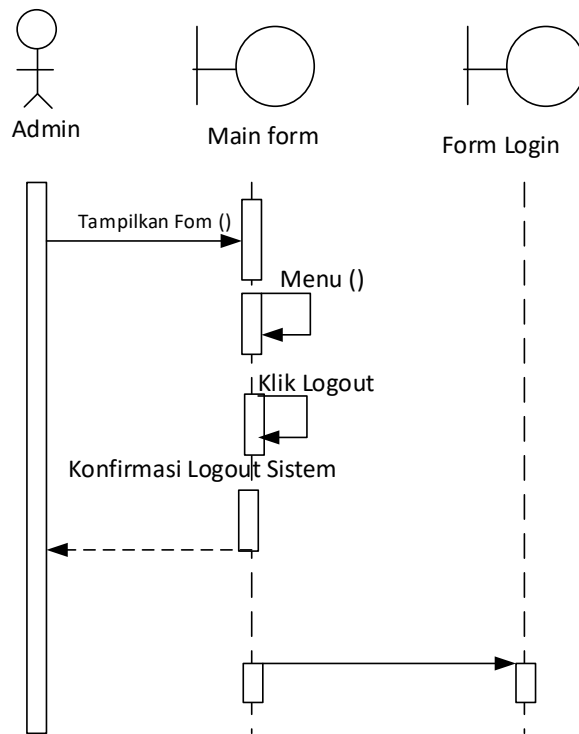 Admin
Main form
Form Login
Tampilkan Fom ()
Menu ()
Klik Logout
Konfirmasi Logout Sistem